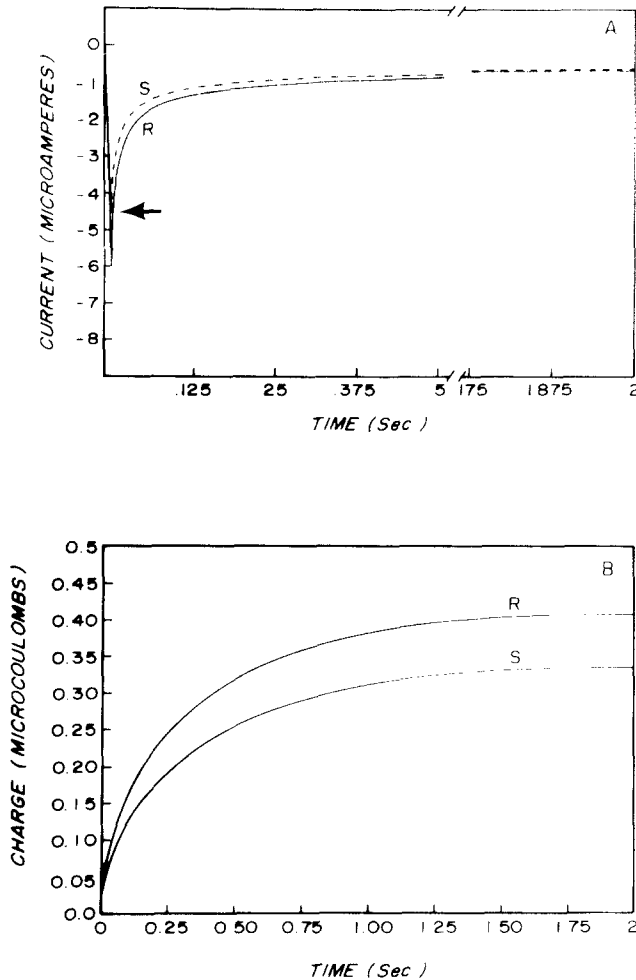 A
0
-1
-2
-3
-4
-5
-6
-7
-8
S
R
CURRENT (MICROAMPERES)
.125 25 .375 5 175 1.875 2
TIME (Sec)
B
0.5
0.45
0.40
0.35
0.30
0.25
0.20
0.15
0.10
0.05
0.0
R
S
CHARGE (MICROCOULOMBS)
0 0.25 0.50 0.75 1.00 1.25 1 50 1.75 2
TIME (Sec)